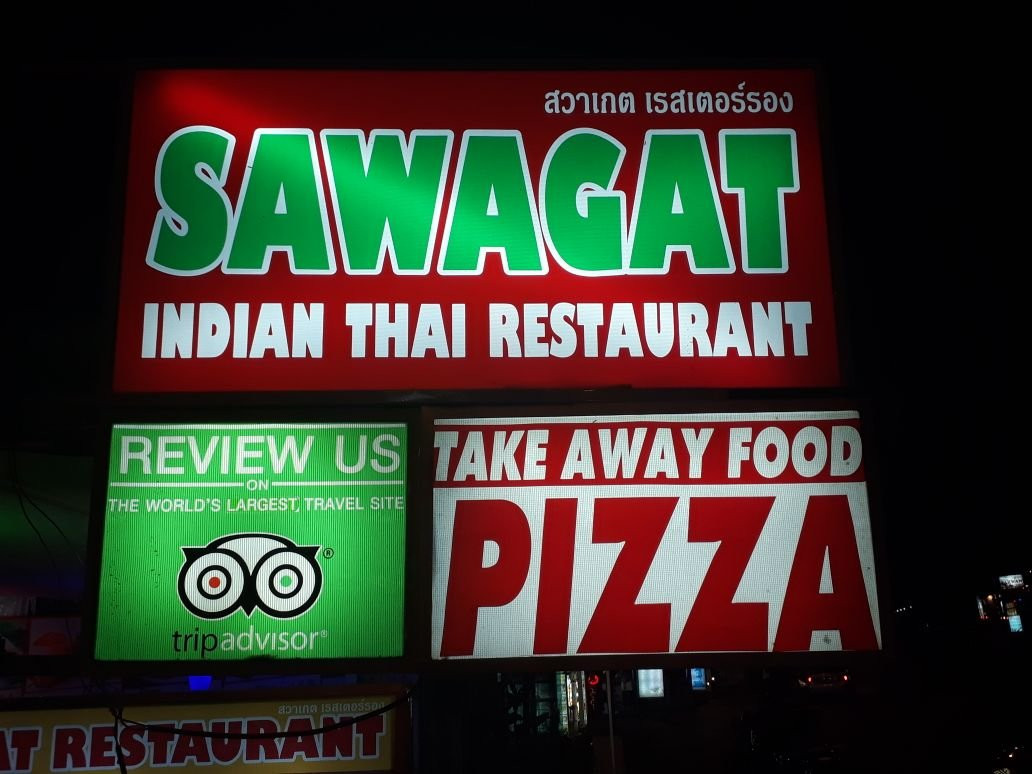 สวาเกต เรสเตอร์รอง
SAWAGAT
INDIAN THAI RESTAURANT
REVIEW US
ON
THE WORLD'S LARGEST, TRAVEL SITE
®
tripadvisor®
TAKE AWAY FOOD
PIZZA
สวาเกต เรสเตอร์รอง
AT RESTAURANT